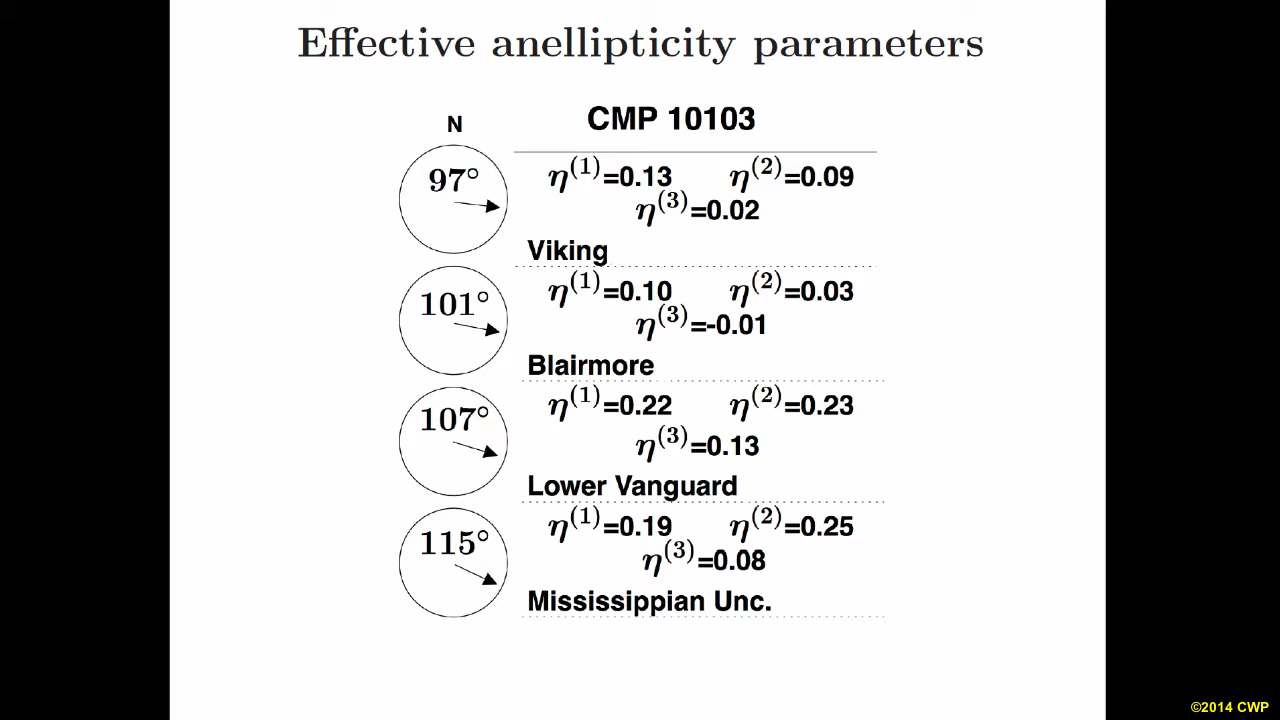 Effective anellipticity parameters
N
CMP 10103
97°
η(1)=0.13 η(2)=0.09
η(3)=0.02
Viking
101°
η(1)=0.10 η(2)=0.03
η(3)=-0.01
Blairmore
107°
η(1)=0.22 η(2)=0.23
η(3)=0.13
Lower Vanguard
115°
η(1)=0.19 η(2)=0.25
η(3)=0.08
Mississippian Unc.
©2014 CWP